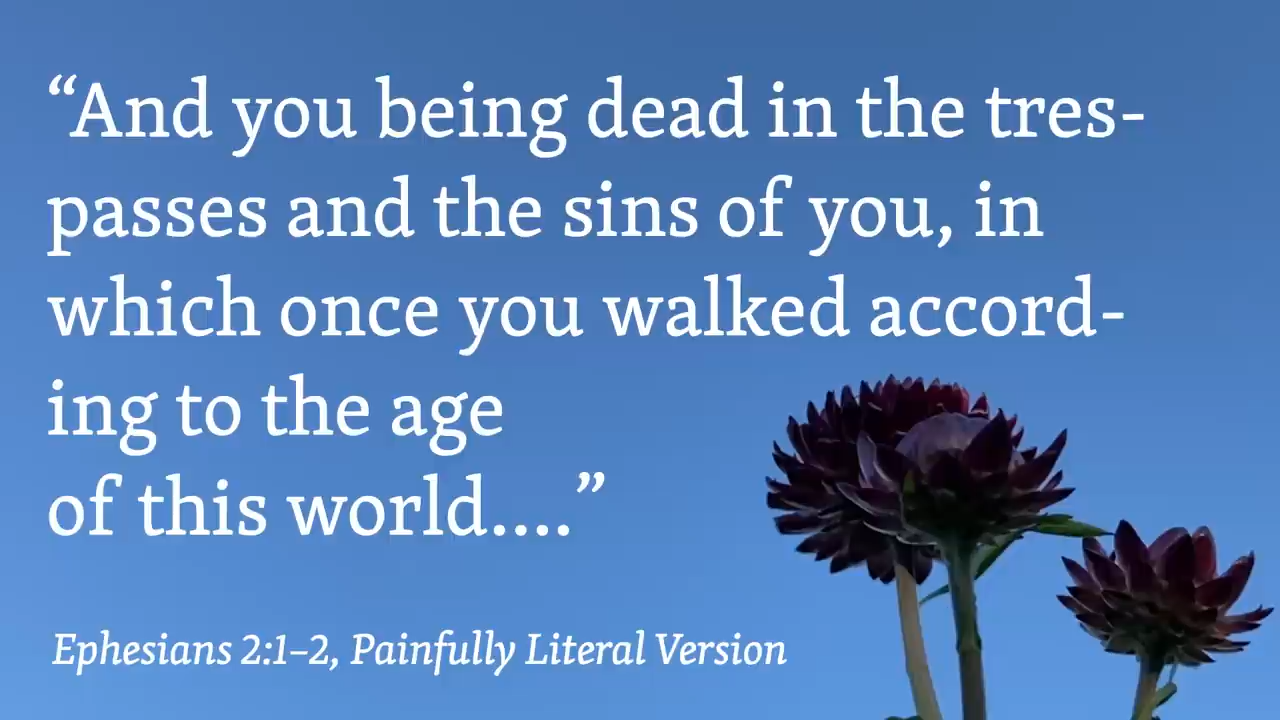 “And you being dead in the tres-
passes and the sins of you, in
which once you walked accord-
ing to the age
of this world....”
Ephesians 2:1–2, Painfully Literal Version